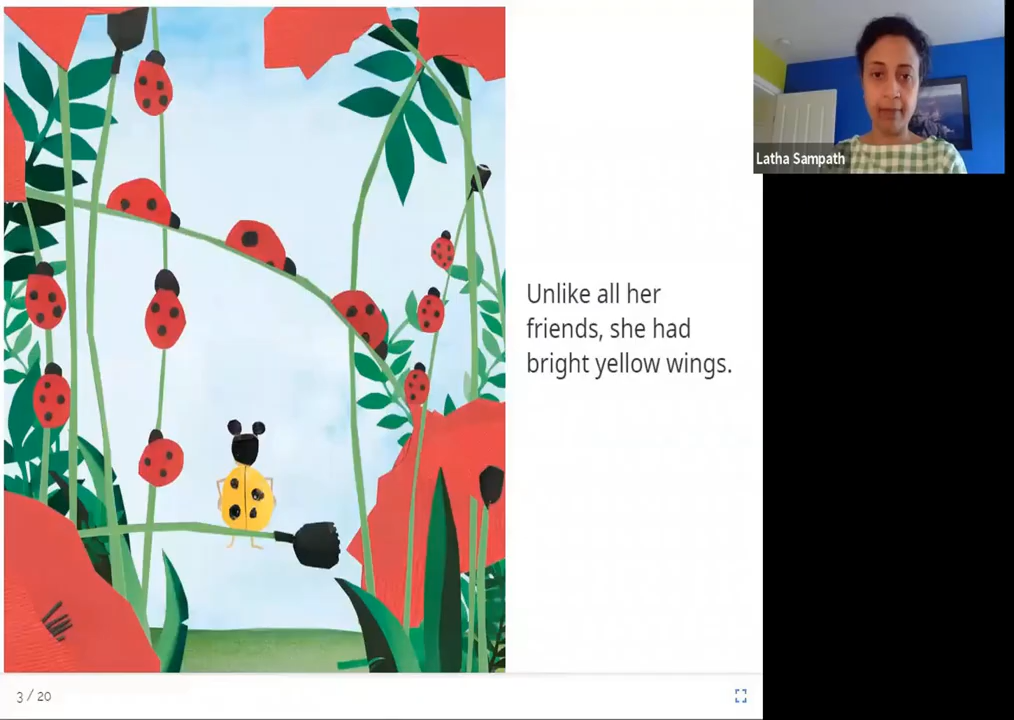 Latha Sampath
Unlike all her
friends, she had
bright yellow wings.
3 / 20